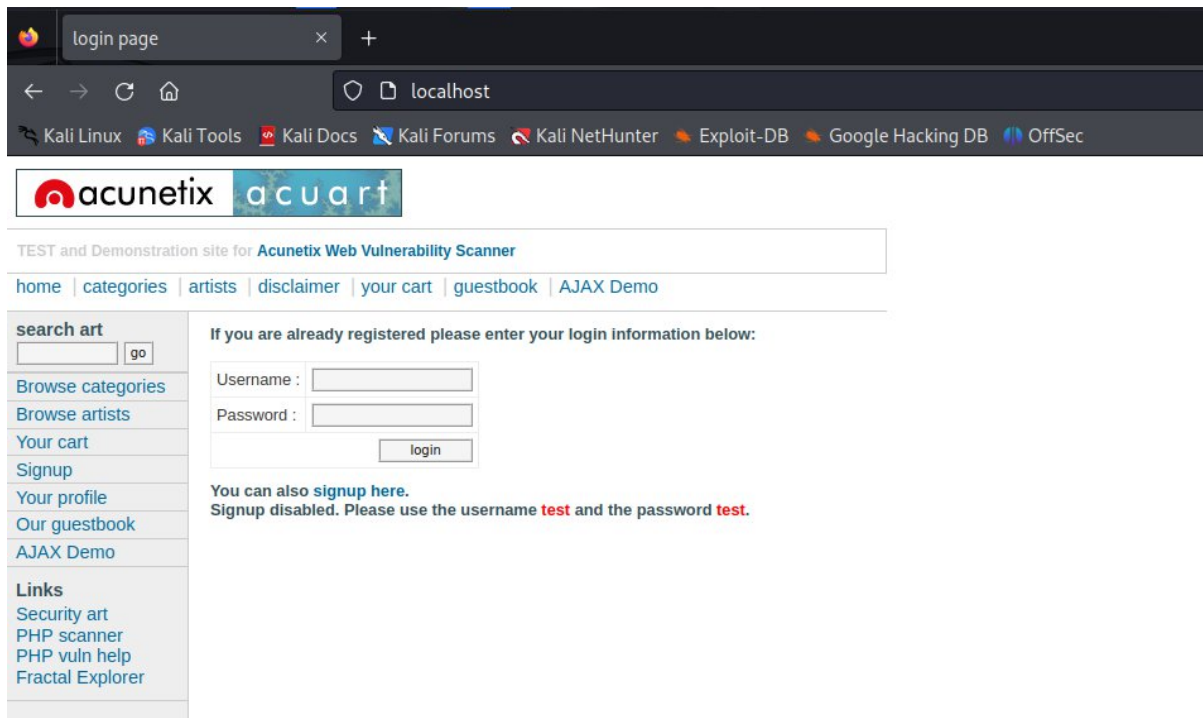 login page
localhost
Kali Linux Kali Tools Kali Docs Kali Forums Kali NetHunter Exploit-DB Google Hacking DB OffSec
acunetix acuart
TEST and Demonstration site for Acunetix Web Vulnerability Scanner
home | categories | artists | disclaimer | your cart | guestbook | AJAX Demo
search art
go
Browse categories
Browse artists
Your cart
Signup
Your profile
Our guestbook
AJAX Demo
Links
Security art
PHP scanner
PHP vuln help
Fractal Explorer
If you are already registered please enter your login information below:
Username :
Password :
login
You can also signup here.
Signup disabled. Please use the username test and the password test.